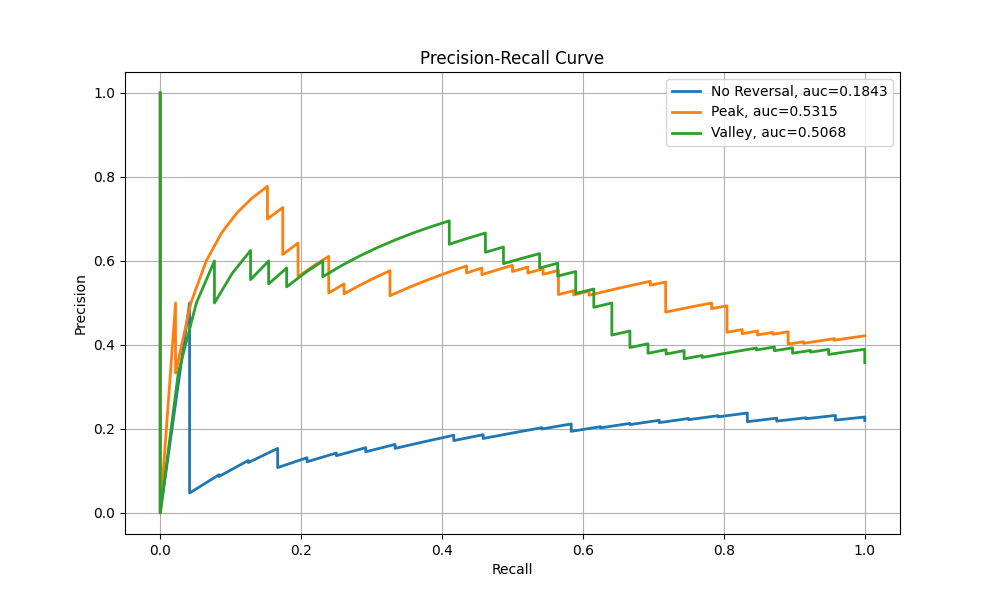 Precision-Recall Curve
No Reversal, auc=0.1843
Peak, auc=0.5315
Valley, auc=0.5068
1.0
0.8
0.6
0.4
0.2
0.0
Precision
0.0 0.2 0.4 0.6 0.8 1.0
Recall